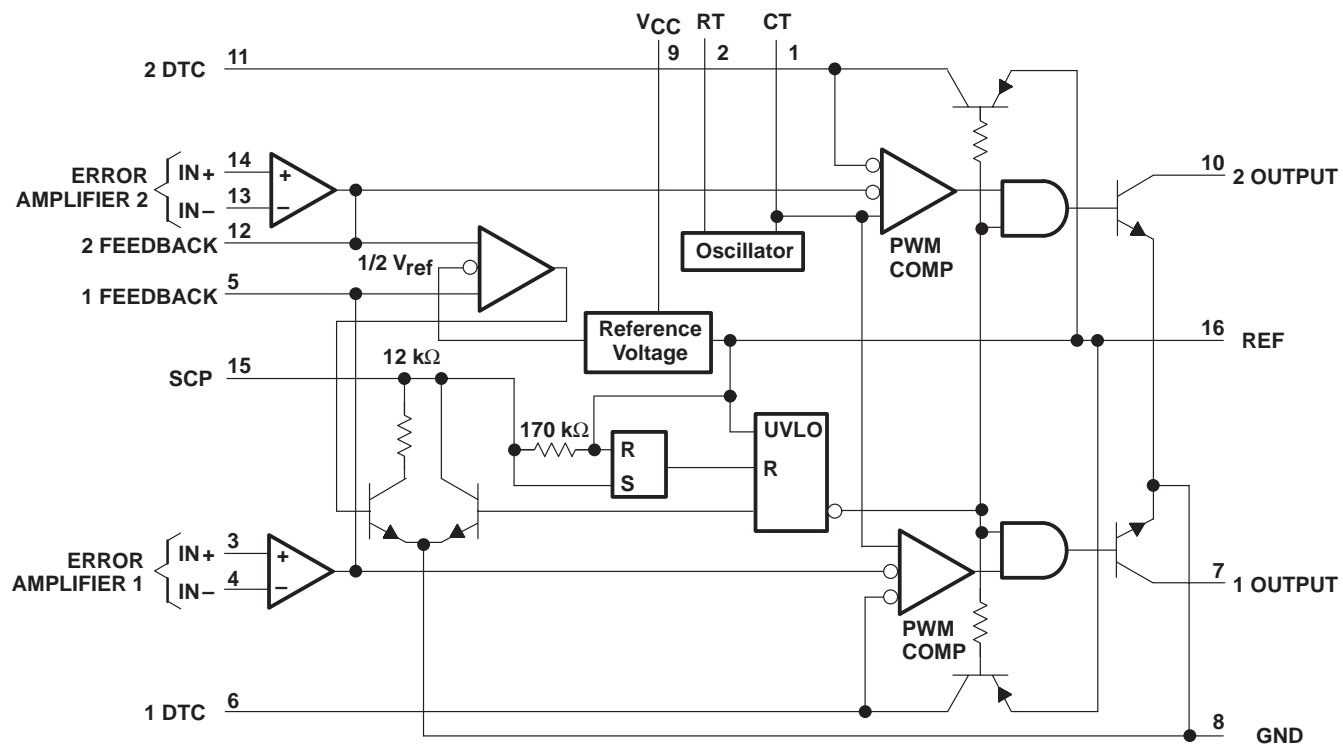 VCC RT CT
9 2 1
2 DTC 11
ERROR AMPLIFIER 2
IN+ 14
IN– 13
+
–
2 FEEDBACK 12
1/2 Vref
1 FEEDBACK 5
Oscillator
PWM COMP
10 2 OUTPUT
Reference Voltage
16 REF
SCP 15
12 kΩ
170 kΩ
R
S
UVLO
R
ERROR AMPLIFIER 1
IN+ 3
IN– 4
+
–
PWM COMP
7 1 OUTPUT
1 DTC 6
8 GND